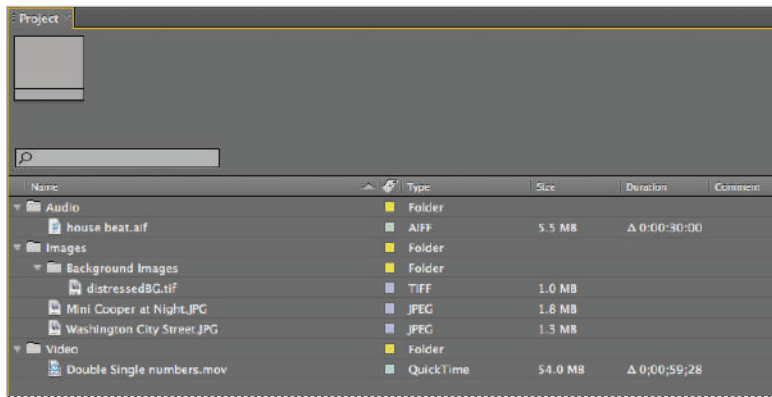 Project
Name Type Size Duration Comment
Audio Folder
house beat.aif AIFF 5.5 MB Δ 0:00:30:00
Images Folder
Background Images Folder
distressedBG.tif TIFF 1.0 MB
Mini Cooper at Night.JPG JPEG 1.8 MB
Washington City Street.JPG JPEG 1.3 MB
Video Folder
Double Single numbers.mov QuickTime 54.0 MB Δ 0;00;59;28